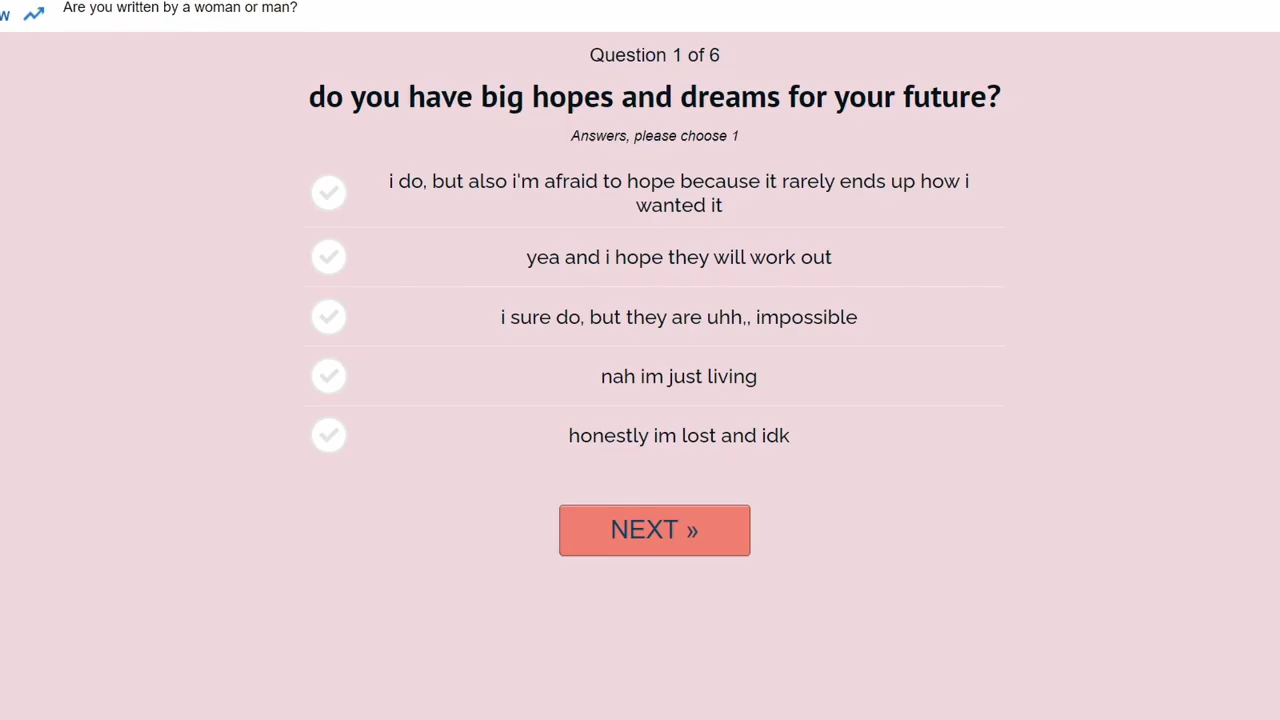 w
Are you written by a woman or man?
Question 1 of 6
do you have big hopes and dreams for your future?
Answers, please choose 1
i do, but also i'm afraid to hope because it rarely ends up how i
wanted it
yea and i hope they will work out
i sure do, but they are uhh,, impossible
nah im just living
honestly im lost and idk
NEXT »